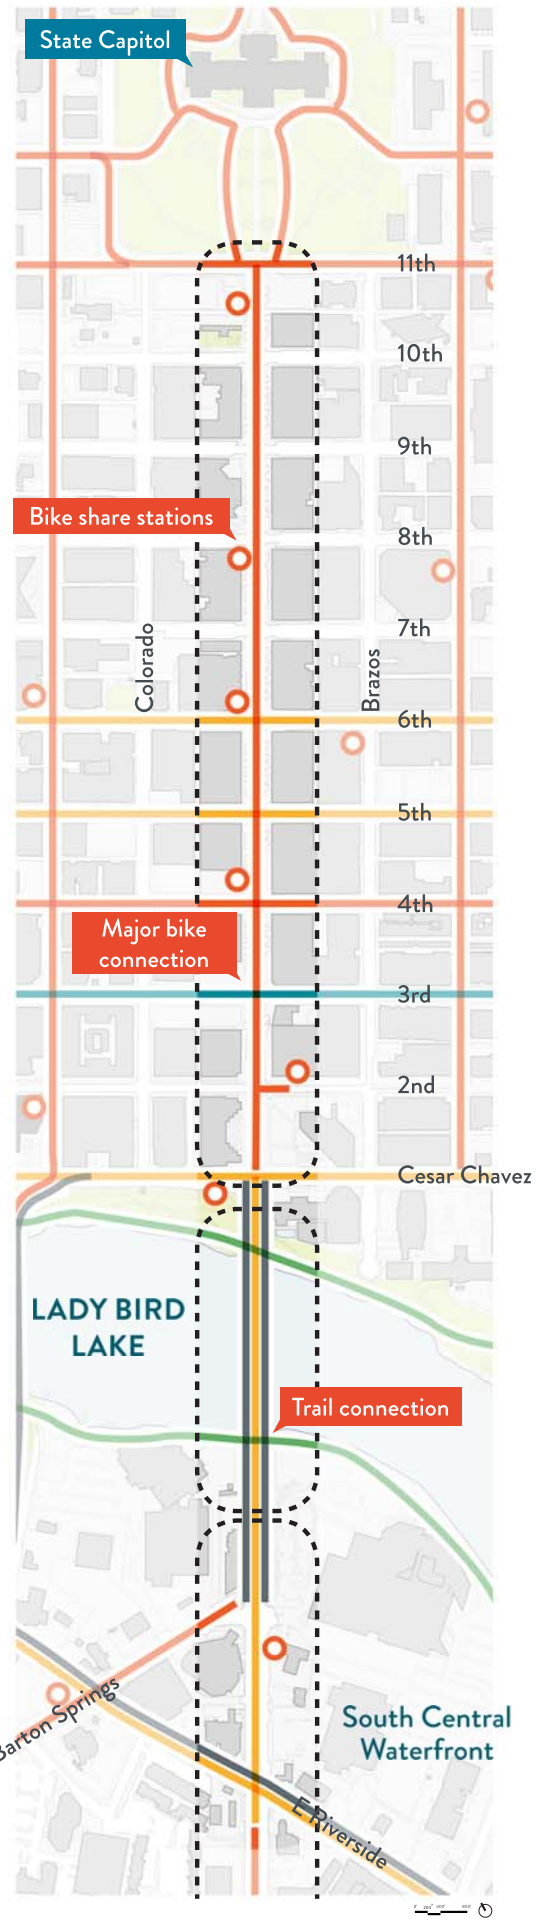 State Capitol
11th
10th
9th
Bike share stations
8th
7th
Colorado
Brazos
6th
5th
4th
Major bike
connection
3rd
2nd
Cesar Chavez
LADY BIRD
LAKE
Trail connection
Barton Springs
South Central
Waterfront
E Riverside